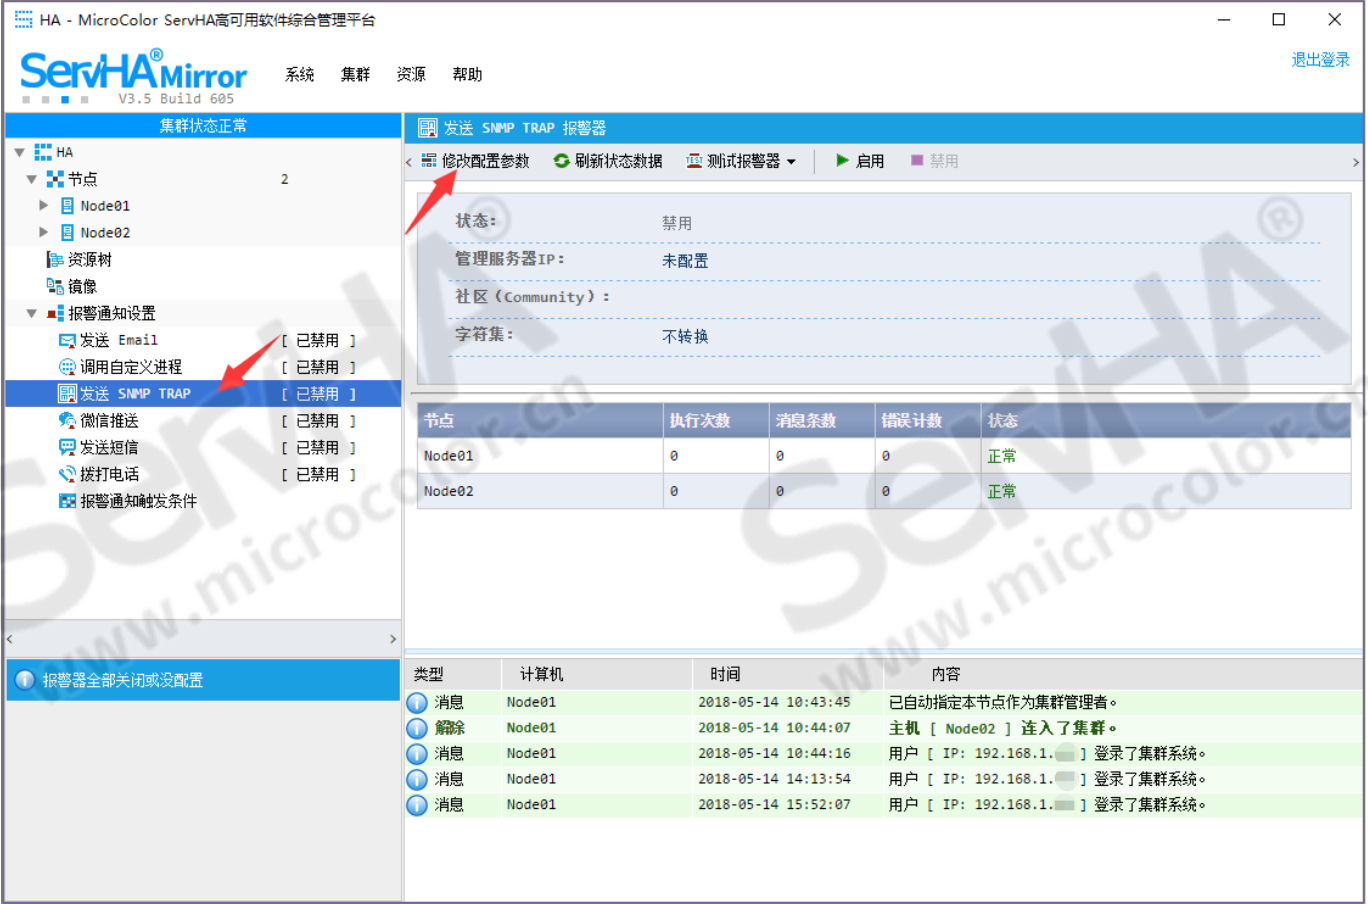 HA - MicroColor ServHA高可用软件综合管理平台
ServHA® Mirror
V3.5 Build 605
系统 集群 资源 帮助
退出登录
集群状态正常
HA
节点 2
Node01
Node02
资源树
镜像
报警通知设置
发送 Email [ 已禁用 ]
调用自定义进程 [ 已禁用 ]
发送 SNMP TRAP [ 已禁用 ]
微信推送 [ 已禁用 ]
发送短信 [ 已禁用 ]
拨打电话 [ 已禁用 ]
报警通知触发条件
报警器全部关闭或没配置
发送 SNMP TRAP 报警器
修改配置参数 刷新状态数据 TEST 测试报警器 启用 禁用
状态: 禁用
管理服务器IP: 未配置
社区(Community):
字符集: 不转换
节点 执行次数 消息条数 错误计数 状态
Node01 0 0 0 正常
Node02 0 0 0 正常
类型 计算机 时间 内容
消息 Node01 2018-05-14 10:43:45 已自动指定本节点作为集群管理者。
解除 Node01 2018-05-14 10:44:07 主机 [ Node02 ] 连入了集群。
消息 Node01 2018-05-14 10:44:16 用户 [ IP: 192.168.1. ] 登录了集群系统。
消息 Node01 2018-05-14 14:13:54 用户 [ IP: 192.168.1. ] 登录了集群系统。
消息 Node01 2018-05-14 15:52:07 用户 [ IP: 192.168.1. ] 登录了集群系统。
ServHA®
www.microcolor.cn
ServHA®
www.microcolor.cn